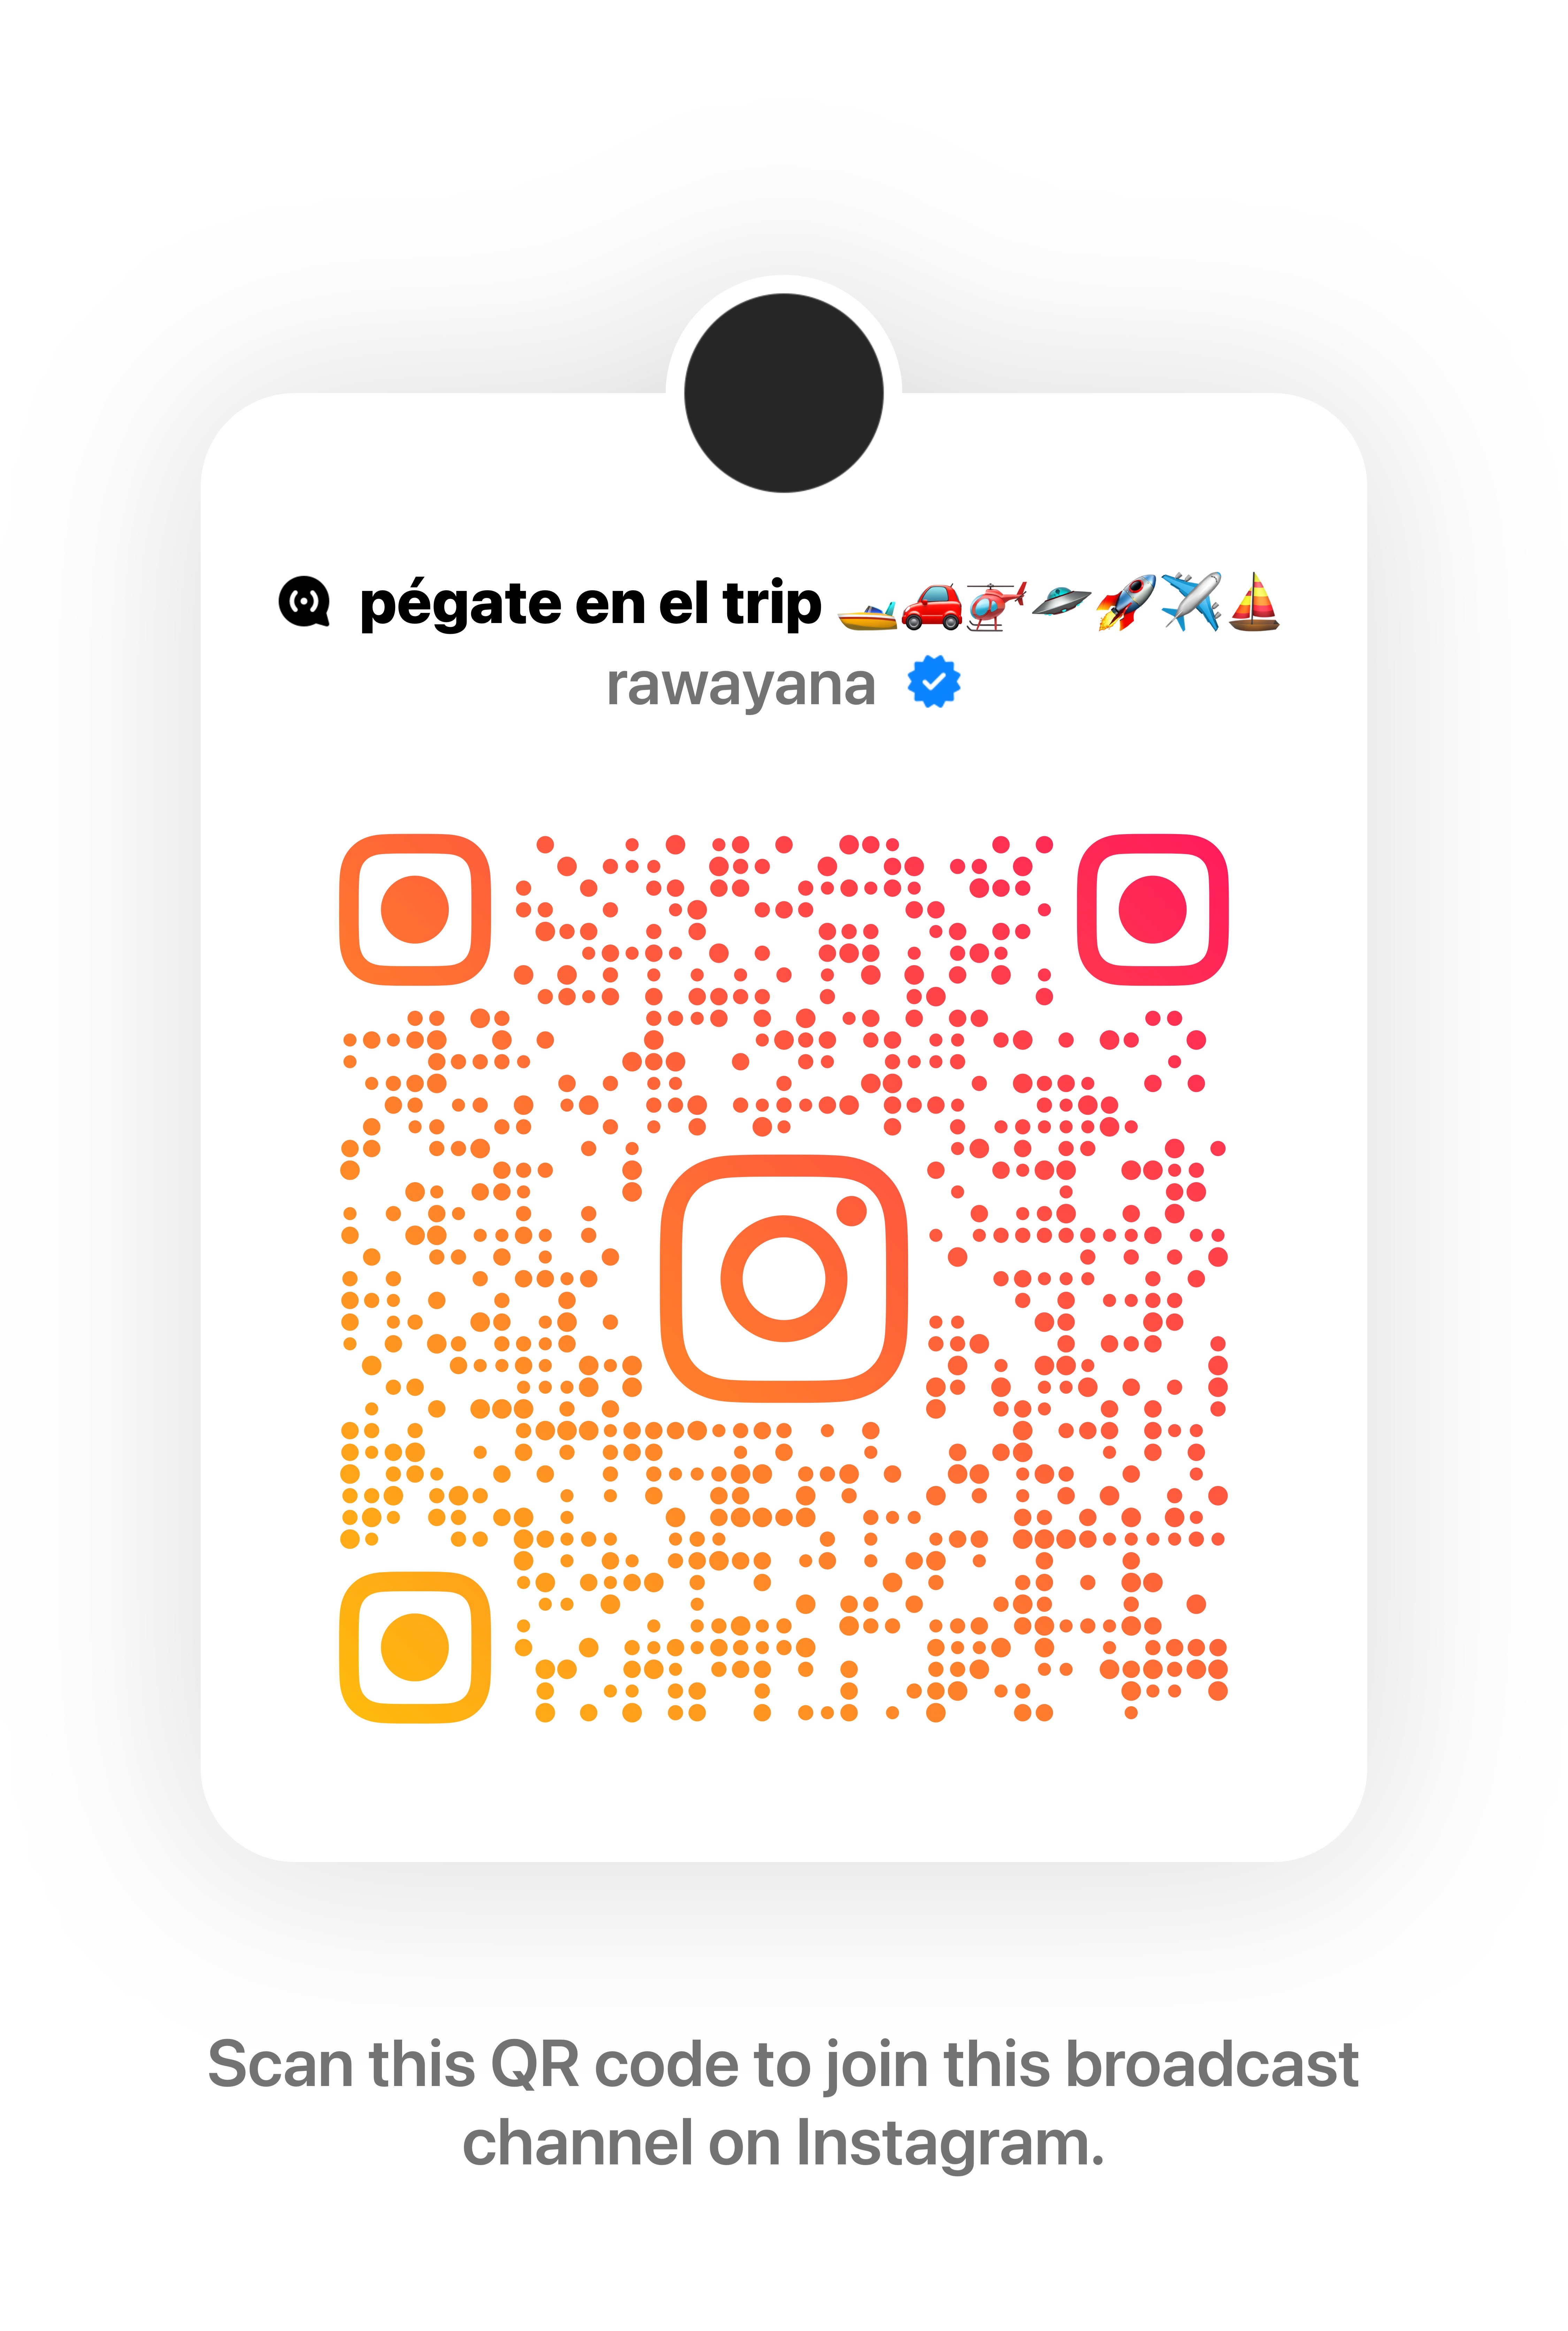 pégate en el trip 🚤🚗🚁🛸🚀✈️⛵
rawayana
Scan this QR code to join this broadcast
channel on Instagram.